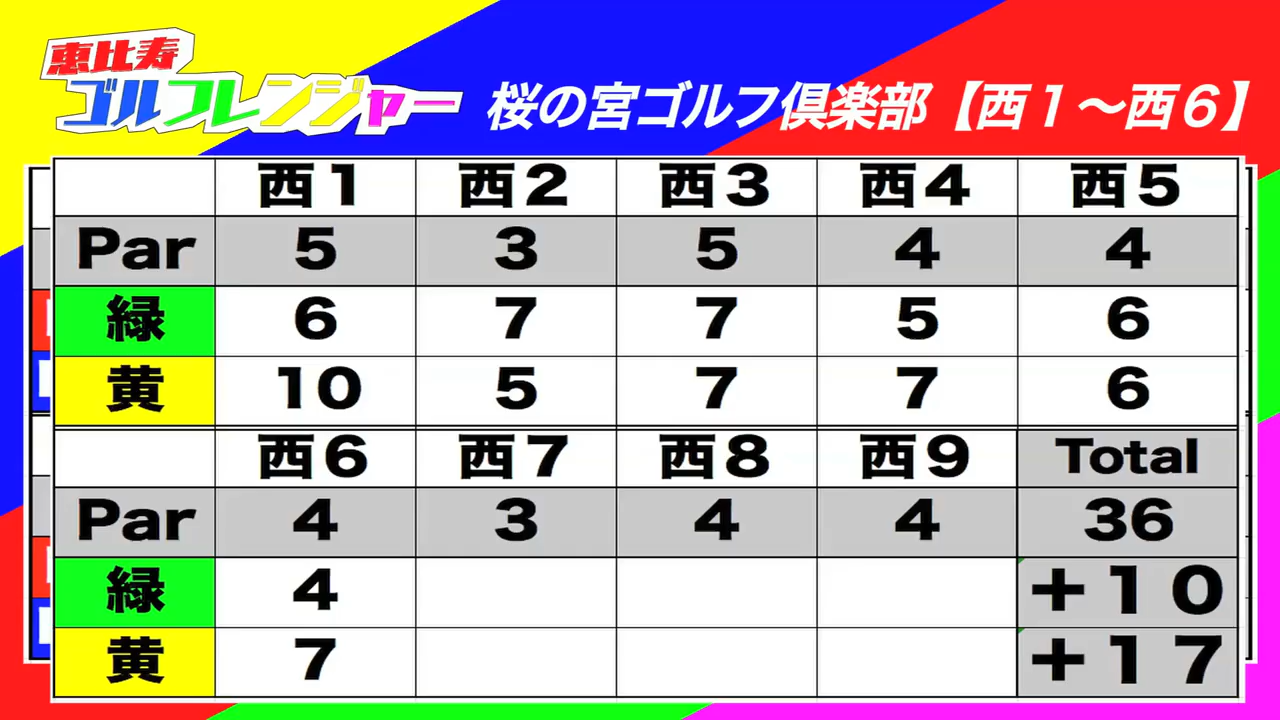 恵比寿
ゴルフレンジャー
桜の宮ゴルフ倶楽部【西１～西６】
西１ 西２ 西３ 西４ 西５
Par 5 3 5 4 4
緑 6 7 7 5 6
黄 10 5 7 7 6
西６ 西７ 西８ 西９ Total
Par 4 3 4 4 36
緑 4 ＋１０
黄 7 ＋１７